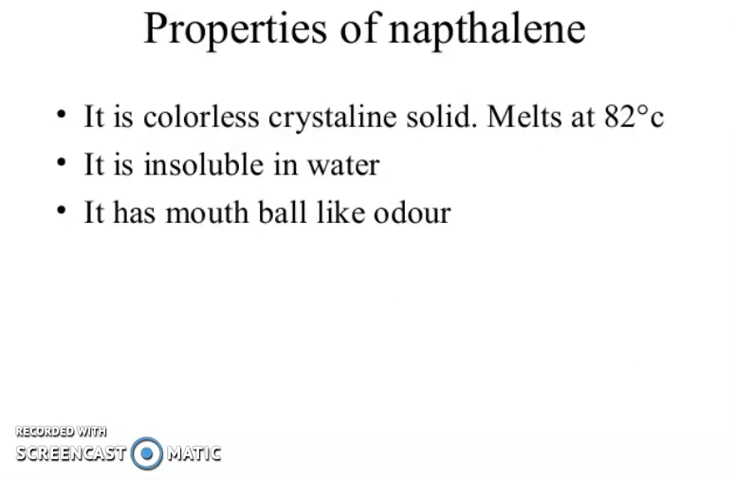 Properties of napthalene
• It is colorless crystaline solid. Melts at 82°c
• It is insoluble in water
• It has mouth ball like odour
RECORDED WITH
SCREENCAST MATIC